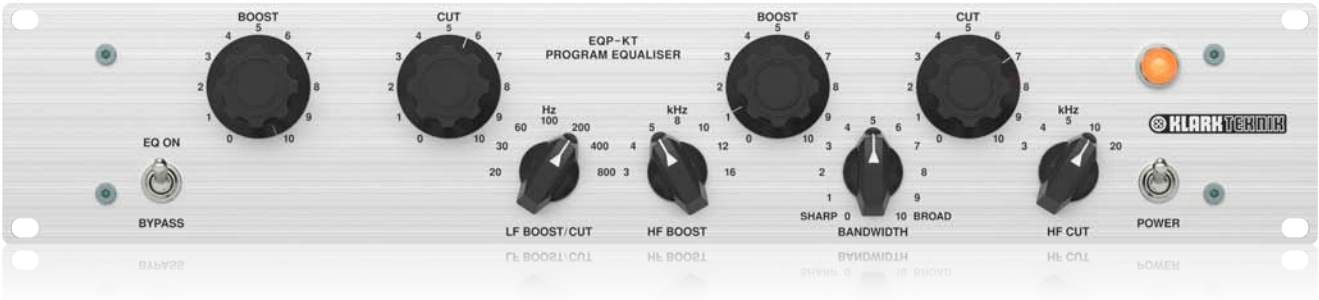 BOOST
0 1 2 3 4 5 6 7 8 9 10
CUT
0 1 2 3 4 5 6 7 8 9 10
EQP-KT
PROGRAM EQUALISER
BOOST
0 1 2 3 4 5 6 7 8 9 10
CUT
0 1 2 3 4 5 6 7 8 9 10
KLARK TEKNIK
EQ ON
BYPASS
Hz
20 30 60 100 200 400 800
LF BOOST/CUT
kHz
3 4 5 8 10 12 16
HF BOOST
SHARP 0 1 2 3 4 5 6 7 8 9 10 BROAD
BANDWIDTH
kHz
3 4 5 10 20
HF CUT
POWER